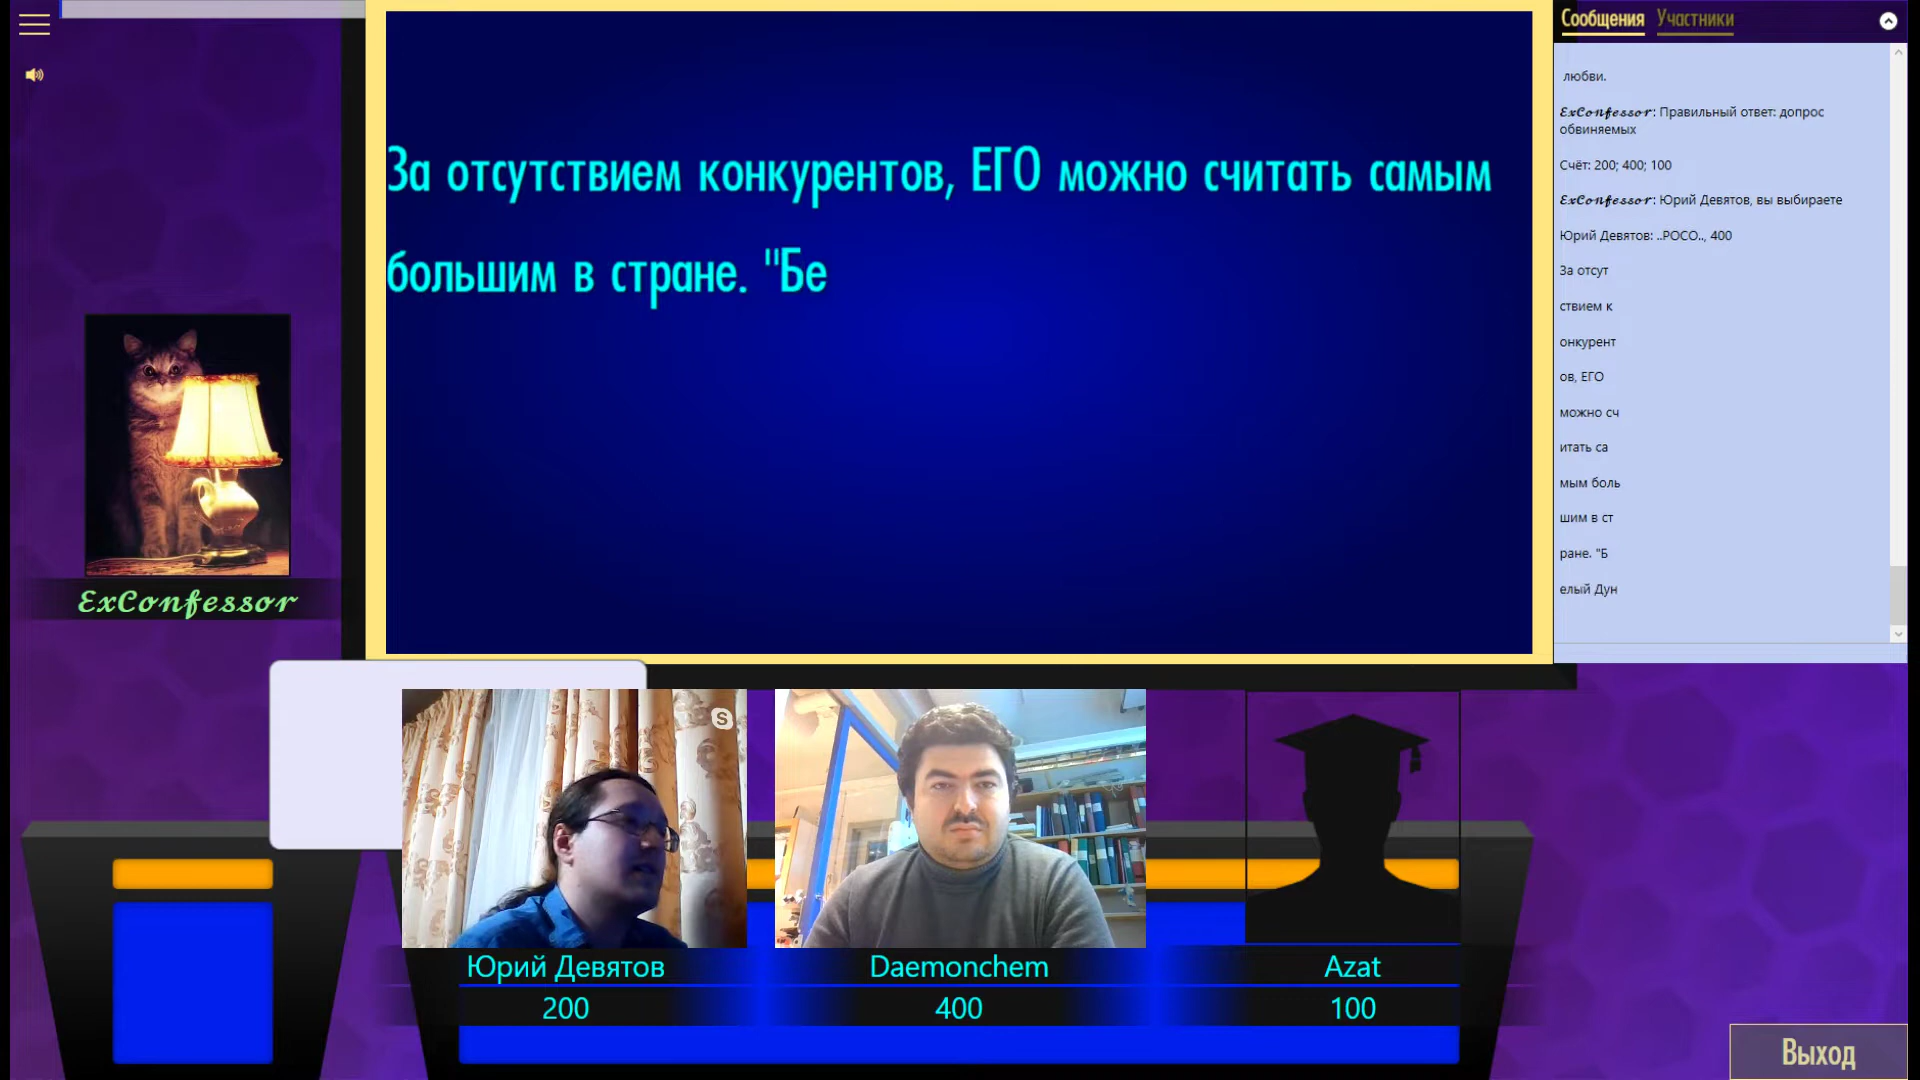 За отсутствием конкурентов, ЕГО можно считать самым
большим в стране. "Бе
Сообщения Участники
любви.
ExConfessor: Правильный ответ: допрос
обвиняемых
Счёт: 200; 400; 100
ExConfessor: Юрий Девятов, вы выбираете
Юрий Девятов: ..РОСО.., 400
За отсут
ствием к
онкурент
ов, ЕГО
можно сч
итать са
мым боль
шим в ст
ране. "Б
елый Дун
ExConfessor
S
Юрий Девятов Daemonchem Azat
200 400 100
Выход